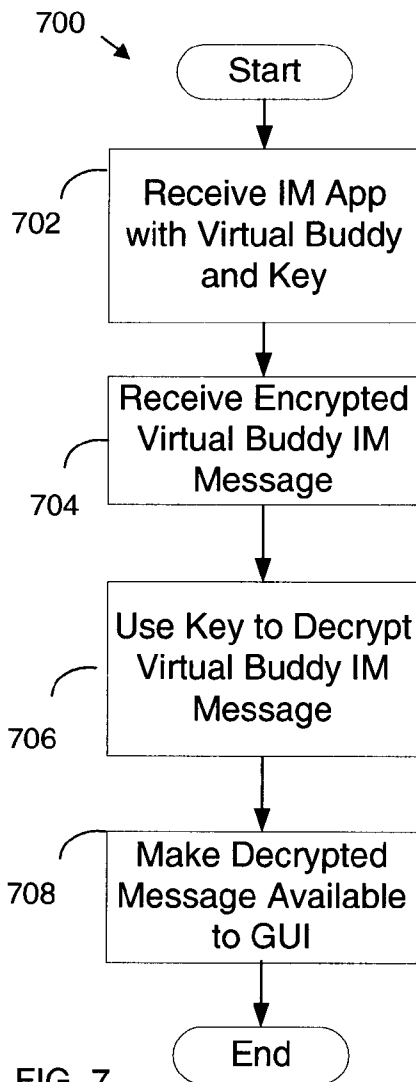 700
Start
702
Receive IM App
with Virtual Buddy
and Key
Receive Encrypted
Virtual Buddy IM
Message
704
Use Key to Decrypt
Virtual Buddy IM
Message
706
Make Decrypted
Message Available
to GUI
708
End
FIG. 7